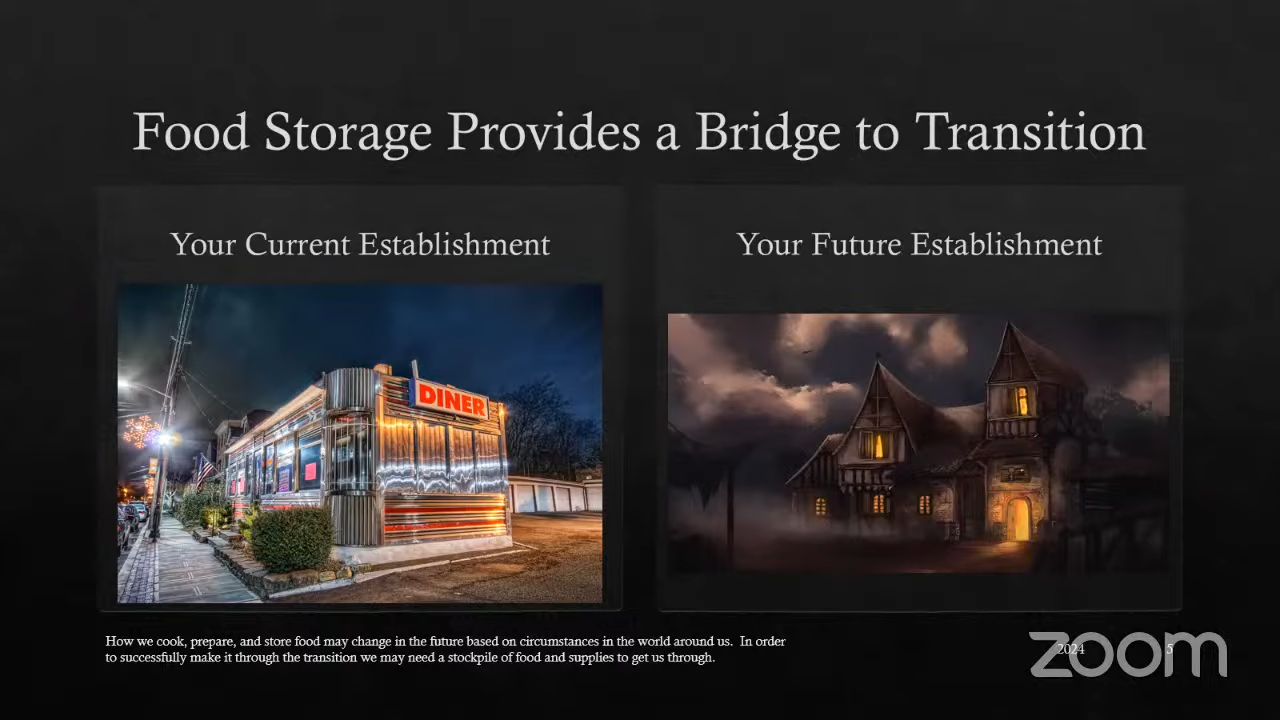 Food Storage Provides a Bridge to Transition
Your Current Establishment
Your Future Establishment
DINER
How we cook, prepare, and store food may change in the future based on circumstances in the world around us.  In order
to successfully make it through the transition we may need a stockpile of food and supplies to get us through.
2024
5
zoom